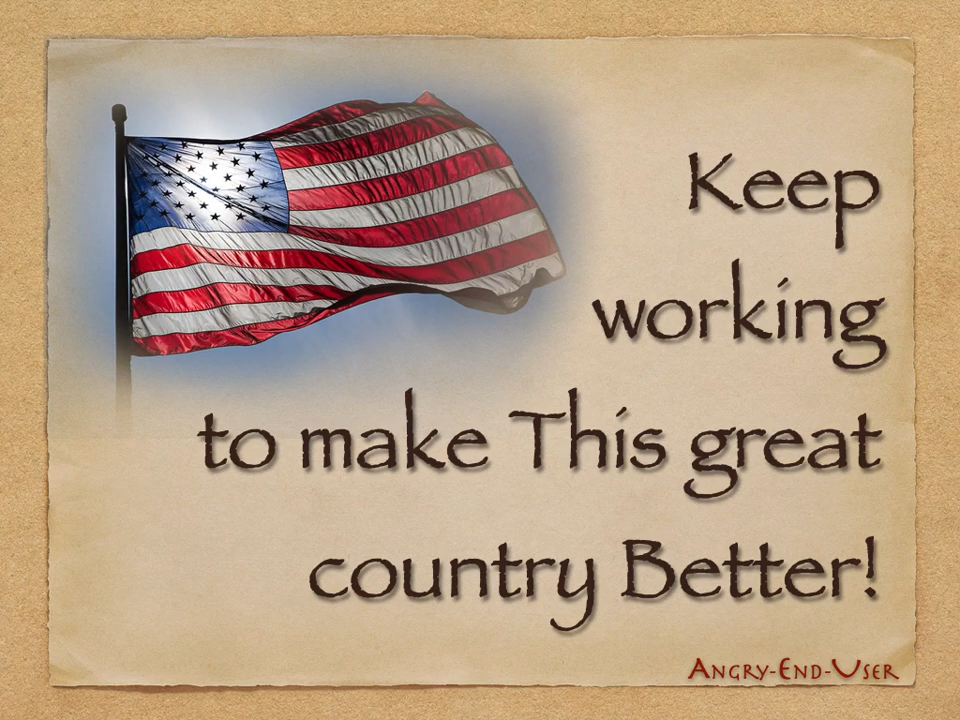 Keep
working
to make This great
country Better!
Angry-End-User